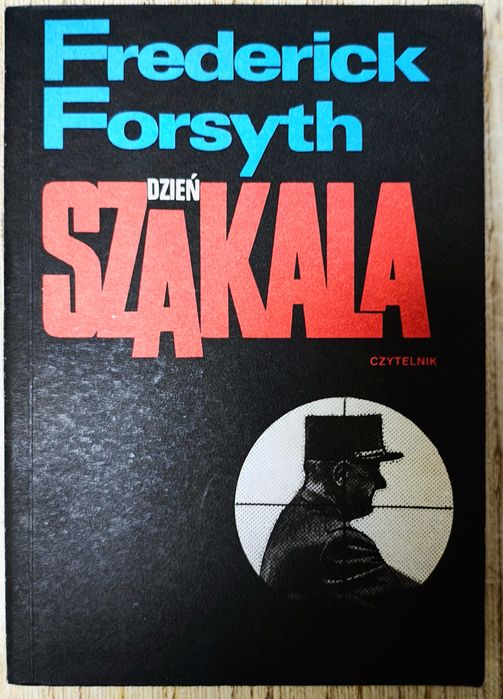 Frederick
Forsyth
DZIEŃ
SZAKALA
CZYTELNIK